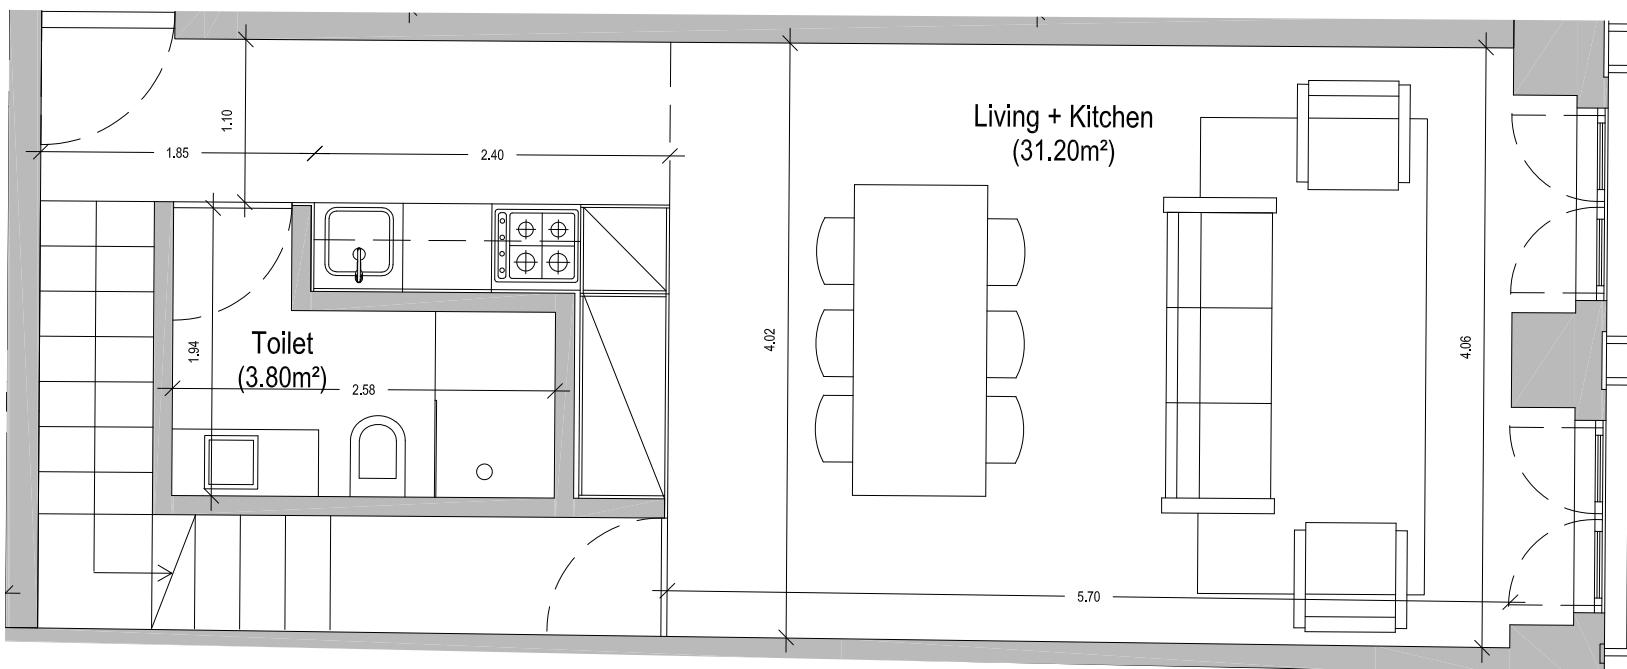 Living + Kitchen
(31.20m²)
1.10
1.85
2.40
4.02
4.06
1.94
Toilet
(3.80m²)
2.58
5.70